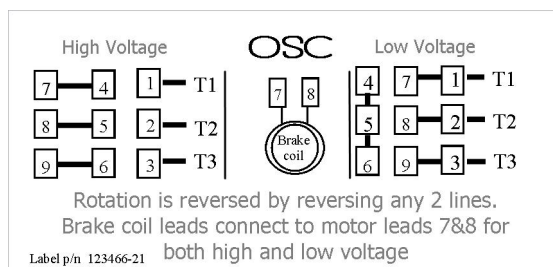 High Voltage OSC Low Voltage
7 4 1 T1 7 8 4 7 1 T1
8 5 2 T2 Brake coil 5 8 2 T2
9 6 3 T3 6 9 3 T3
Rotation is reversed by reversing any 2 lines.
Brake coil leads connect to motor leads 7&8 for
both high and low voltage
Label p/n 123466-21